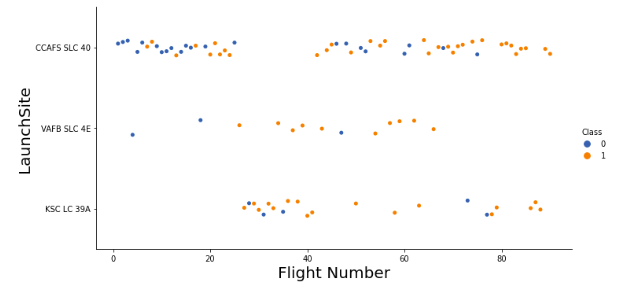 CCAFS SLC 40
VAFB SLC 4E
KSC LC 39A
LaunchSite
0
20
40
60
80
Flight Number
Class
0
1